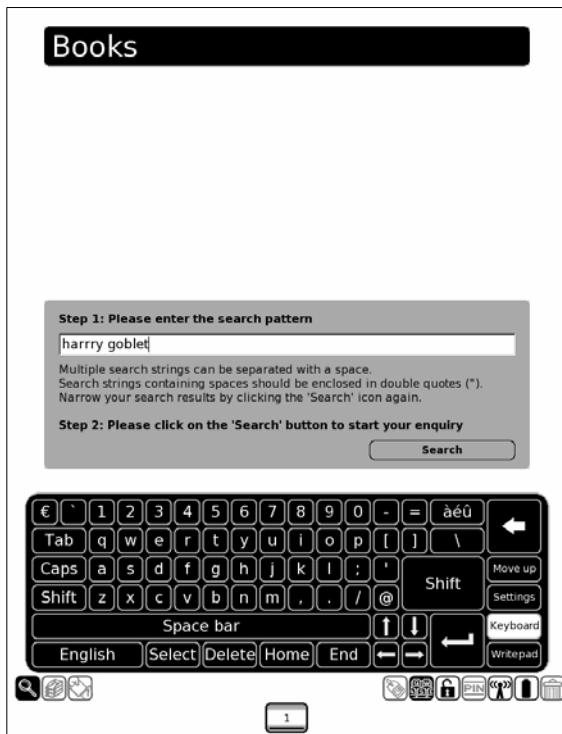 Books
Step 1: Please enter the search pattern
harrry goblet
Multiple search strings can be separated with a space.
Search strings containing spaces should be enclosed in double quotes (").
Narrow your search results by clicking the 'Search' icon again.
Step 2: Please click on the 'Search' button to start your enquiry
Search
€ ` 1 2 3 4 5 6 7 8 9 0 - = àéû
Tab q w e r t y u i o p [ ] \
Caps a s d f g h j k l ; ' Shift Move up
Shift z x c v b n m , . / @ Settings
Space bar Keyboard
English Select Delete Home End Writepad
PIN
1